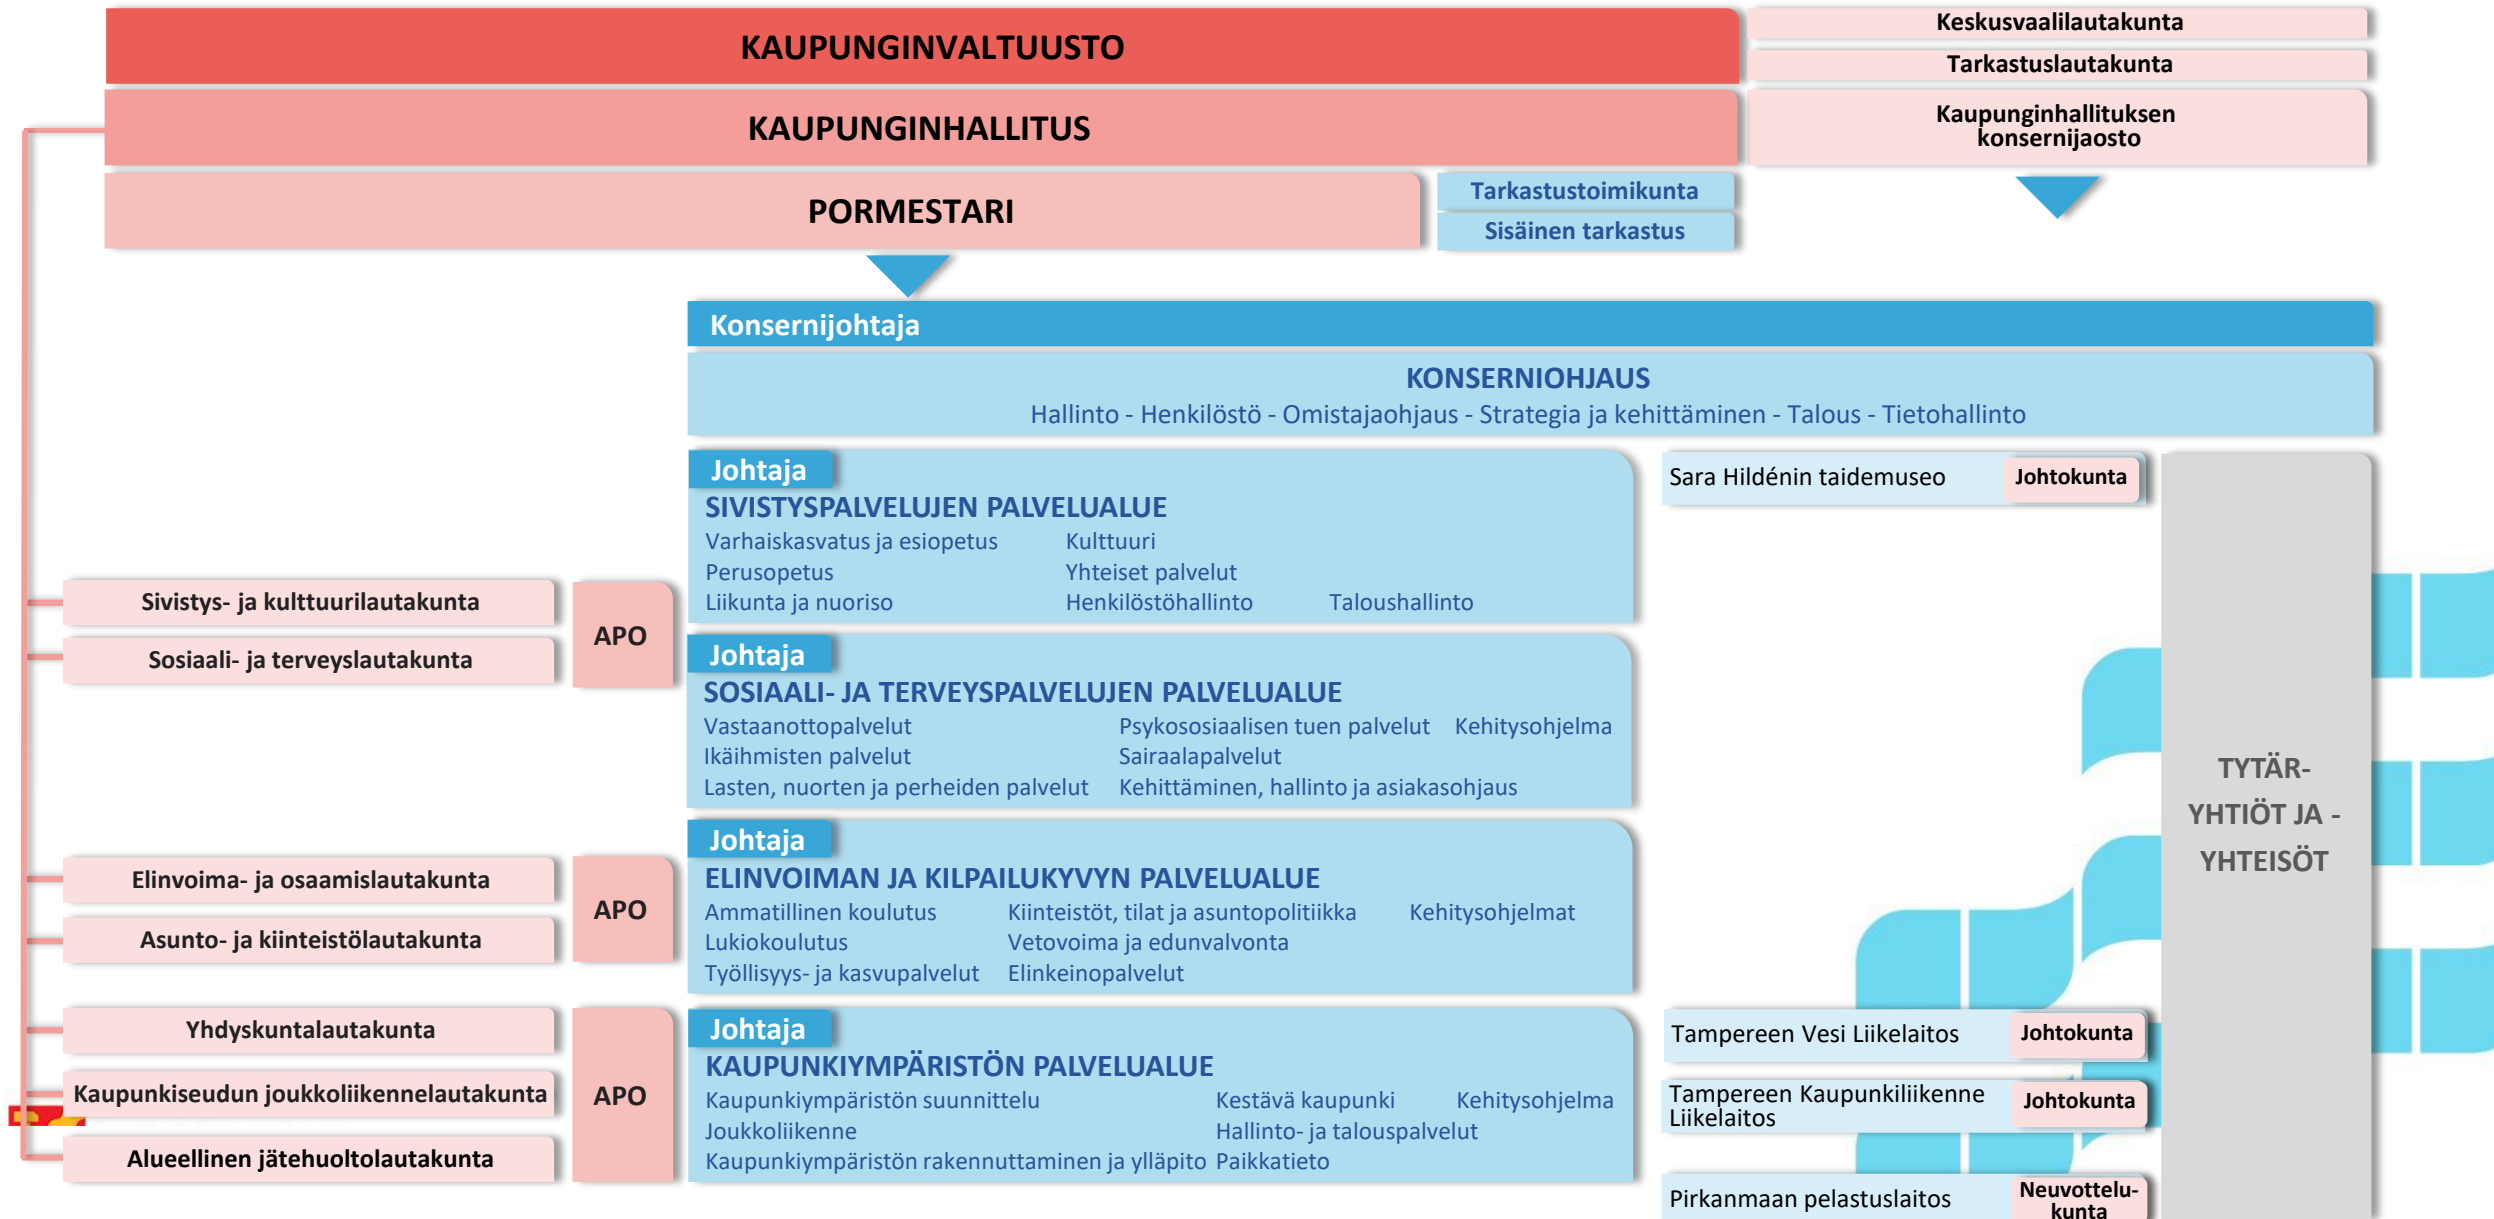 KAUPUNGINVALTUUSTO
Keskusvaalilautakunta
Tarkastuslautakunta
KAUPUNGINHALLITUS
Kaupunginhallituksen
konsernijaosto
PORMESTARI
Tarkastustoimikunta
Sisäinen tarkastus
Konsernijohtaja
KONSERNIOHJAUS
Hallinto - Henkilöstö - Omistajaohjaus - Strategia ja kehittäminen - Talous - Tietohallinto
Sivistys- ja kulttuurilautakunta
Sosiaali- ja terveyslautakunta
APO
Johtaja
SIVISTYSPALVELUJEN PALVELUALUE
Varhaiskasvatus ja esiopetus Kulttuuri
Perusopetus Yhteiset palvelut
Liikunta ja nuoriso Henkilöstöhallinto Taloushallinto
Johtaja
SOSIAALI- JA TERVEYSPALVELUJEN PALVELUALUE
Vastaanottopalvelut Psykososiaalisen tuen palvelut Kehitysohjelma
Ikäihmisten palvelut Sairaalapalvelut
Lasten, nuorten ja perheiden palvelut Kehittäminen, hallinto ja asiakasohjaus
Elinvoima- ja osaamislautakunta
Asunto- ja kiinteistölautakunta
APO
Johtaja
ELINVOIMAN JA KILPAILUKYVYN PALVELUALUE
Ammatillinen koulutus Kiinteistöt, tilat ja asuntopolitiikka Kehitysohjelmat
Lukiokoulutus Vetovoima ja edunvalvonta
Työllisyys- ja kasvupalvelut Elinkeinopalvelut
Yhdyskuntalautakunta
Kaupunkiseudun joukkoliikennelautakunta
Alueellinen jätehuoltolautakunta
APO
Johtaja
KAUPUNKIYMPÄRISTÖN PALVELUALUE
Kaupunkiympäristön suunnittelu Kestävä kaupunki Kehitysohjelma
Joukkoliikenne Hallinto- ja talouspalvelut
Kaupunkiympäristön rakennuttaminen ja ylläpito Paikkatieto
Sara Hildénin taidemuseo Johtokunta
Tampereen Vesi Liikelaitos Johtokunta
Tampereen Kaupunkiliikenne
Liikelaitos
Johtokunta
Pirkanmaan pelastuslaitos
Neuvottelu-
kunta
TYTÄR-
YHTIÖT JA -
YHTEISÖT